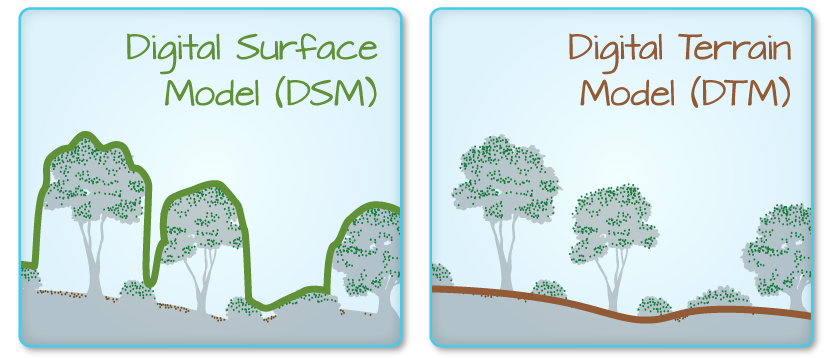 Digital Surface
Model (DSM)
Digital Terrain
Model (DTM)